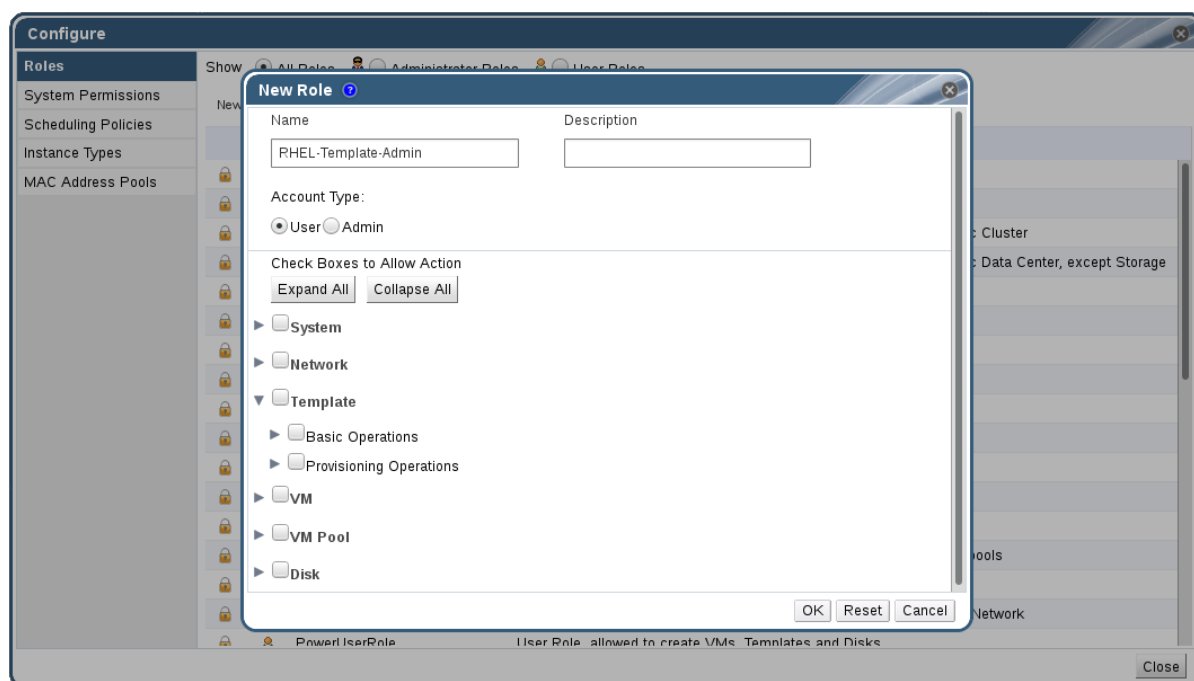 Configure
Roles
System Permissions
Scheduling Policies
Instance Types
MAC Address Pools
Show All Roles Administrator Roles User Roles
New
New Role
Name Description
RHEL-Template-Admin
Account Type:
User Admin
Check Boxes to Allow Action
Expand All Collapse All
System
Network
Template
Basic Operations
Provisioning Operations
VM
VM Pool
Disk
OK Reset Cancel
Cluster
Data Center, except Storage
Network
PowerUserRole User Role, allowed to create VMs, Templates and Disks
Close